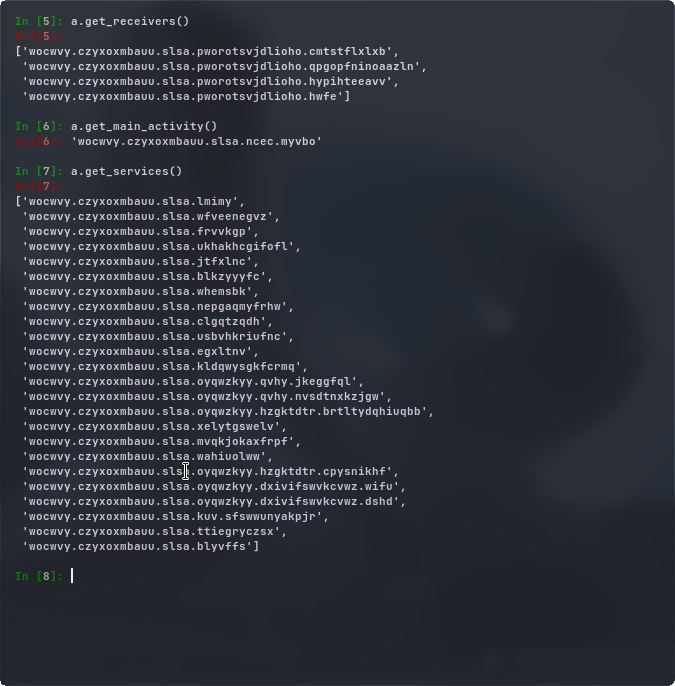 In [5]: a.get_receivers()
Out[5]:
['wocwvy.czyxoxmbauu.slsa.pworotsvjdlioho.cmtstflxlxb',
'wocwvy.czyxoxmbauu.slsa.pworotsvjdlioho.qpgopfninoaazln',
'wocwvy.czyxoxmbauu.slsa.pworotsvjdlioho.hypihteeavv',
'wocwvy.czyxoxmbauu.slsa.pworotsvjdlioho.hwfe']
In [6]: a.get_main_activity()
Out[6]: 'wocwvy.czyxoxmbauu.slsa.ncec.myvbo'
In [7]: a.get_services()
Out[7]:
['wocwvy.czyxoxmbauu.slsa.lmimy',
'wocwvy.czyxoxmbauu.slsa.wfveenegvz',
'wocwvy.czyxoxmbauu.slsa.frvvkgp',
'wocwvy.czyxoxmbauu.slsa.ukhakhcgifofl',
'wocwvy.czyxoxmbauu.slsa.jtfxlnc',
'wocwvy.czyxoxmbauu.slsa.blkzyyyfc',
'wocwvy.czyxoxmbauu.slsa.whemsbk',
'wocwvy.czyxoxmbauu.slsa.nepgaqmyfrhw',
'wocwvy.czyxoxmbauu.slsa.clgqtzqdh',
'wocwvy.czyxoxmbauu.slsa.usbvhkriufnc',
'wocwvy.czyxoxmbauu.slsa.egxltnv',
'wocwvy.czyxoxmbauu.slsa.kldqwysgkfcrmq',
'wocwvy.czyxoxmbauu.slsa.oyqwzkyy.qvhy.jkeggfql',
'wocwvy.czyxoxmbauu.slsa.oyqwzkyy.qvhy.nvsdtnxkzjgw',
'wocwvy.czyxoxmbauu.slsa.oyqwzkyy.hzgktdtr.brtltydqhiuqbb',
'wocwvy.czyxoxmbauu.slsa.xelytgswelv',
'wocwvy.czyxoxmbauu.slsa.mvqkjokaxfrpf',
'wocwvy.czyxoxmbauu.slsa.wahiuolww',
'wocwvy.czyxoxmbauu.slsa.oyqwzkyy.hzgktdtr.cpysnikhf',
'wocwvy.czyxoxmbauu.slsa.oyqwzkyy.dxivifswvkcvwz.wifu',
'wocwvy.czyxoxmbauu.slsa.oyqwzkyy.dxivifswvkcvwz.dshd',
'wocwvy.czyxoxmbauu.slsa.kuv.sfswwunyakpjr',
'wocwvy.czyxoxmbauu.slsa.ttiegryczsx',
'wocwvy.czyxoxmbauu.slsa.blyvffs']
In [8]: